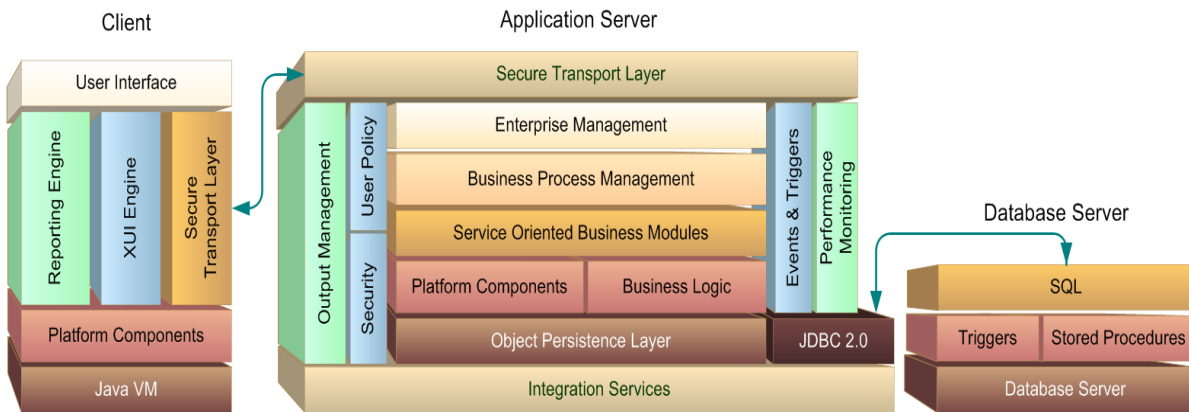 Client
User Interface
Reporting Engine
XUI Engine
Secure
Transport Layer
Platform Components
Java VM
Application Server
Secure Transport Layer
Output Management
User Policy
Security
Enterprise Management
Business Process Management
Service Oriented Business Modules
Platform Components
Business Logic
Object Persistence Layer
Events & Triggers
Performance
Monitoring
JDBC 2.0
Integration Services
Database Server
SQL
Triggers
Stored Procedures
Database Server